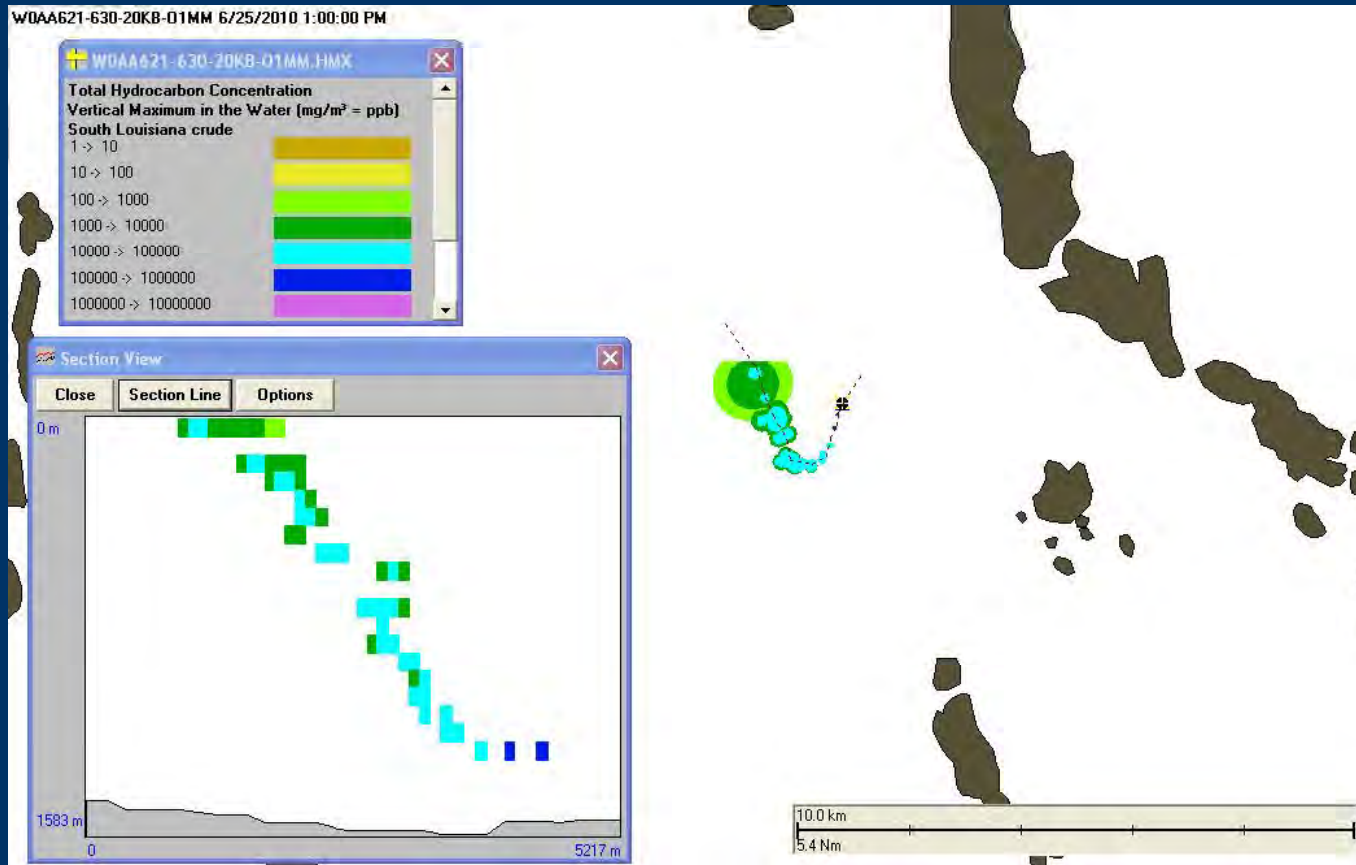 W0AA621-630-20KB-01MM 6/25/2010 1:00:00 PM
W0AA621-630-20KB-01MM.HMX
Total Hydrocarbon Concentration
Vertical Maximum in the Water (mg/m³ = ppb)
South Louisiana crude
1 -> 10
10 -> 100
100 -> 1000
1000 -> 10000
10000 -> 100000
100000 -> 1000000
1000000 -> 10000000
Section View
Close Section Line Options
0 m
1583 m
0 5217 m
10.0 km
5.4 Nm